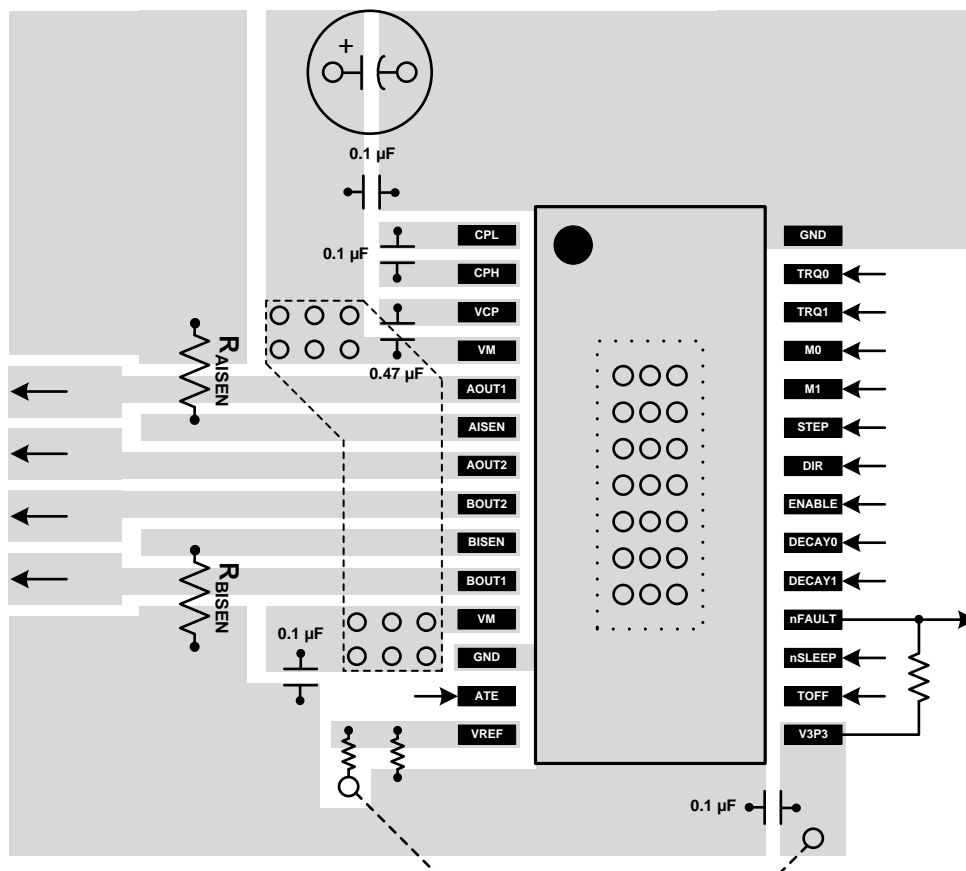 +
0.1 µF
CPL
GND
0.1 µF
CPH
TRQ0
VCP
TRQ1
VM
M0
0.47 µF
RAISEN
AOUT1
M1
AISEN
STEP
AOUT2
DIR
BOUT2
ENABLE
BISEN
DECAY0
RBISEN
BOUT1
DECAY1
VM
nFAULT
0.1 µF
GND
nSLEEP
ATE
TOFF
VREF
V3P3
0.1 µF